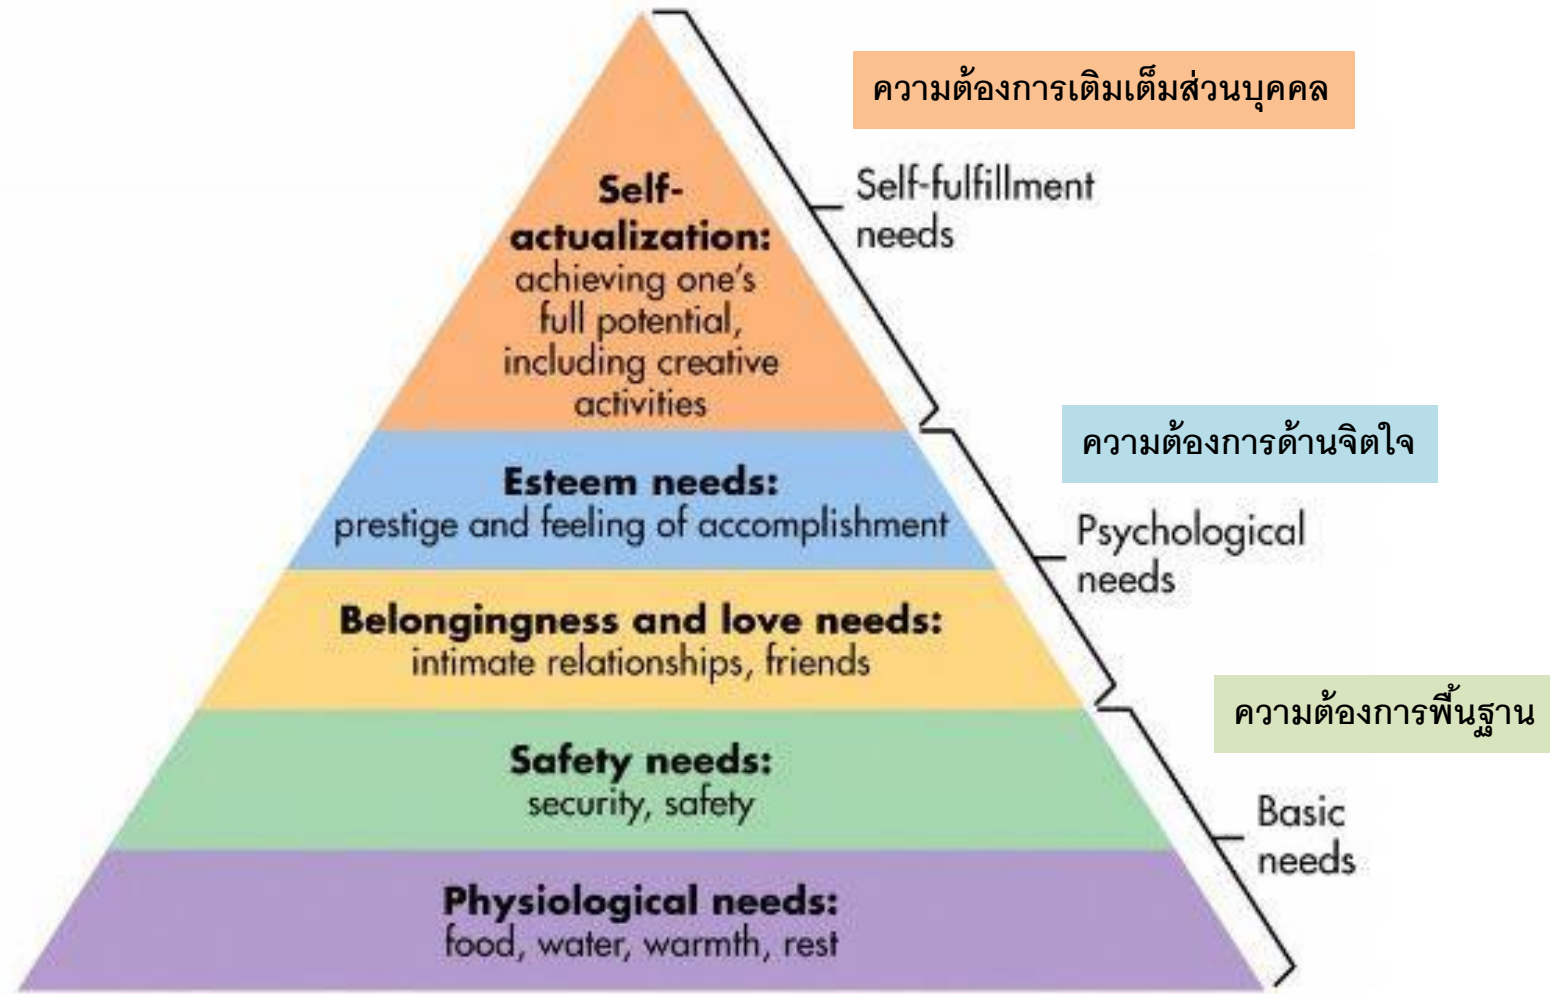 ความต้องการเติมเต็มส่วนบุคคล
Self-fulfillment
needs
Self-
actualization:
achieving one's
full potential,
including creative
activities
ความต้องการด้านจิตใจ
Psychological
needs
Esteem needs:
prestige and feeling of accomplishment
Belongingness and love needs:
intimate relationships, friends
ความต้องการพื้นฐาน
Basic
needs
Safety needs:
security, safety
Physiological needs:
food, water, warmth, rest